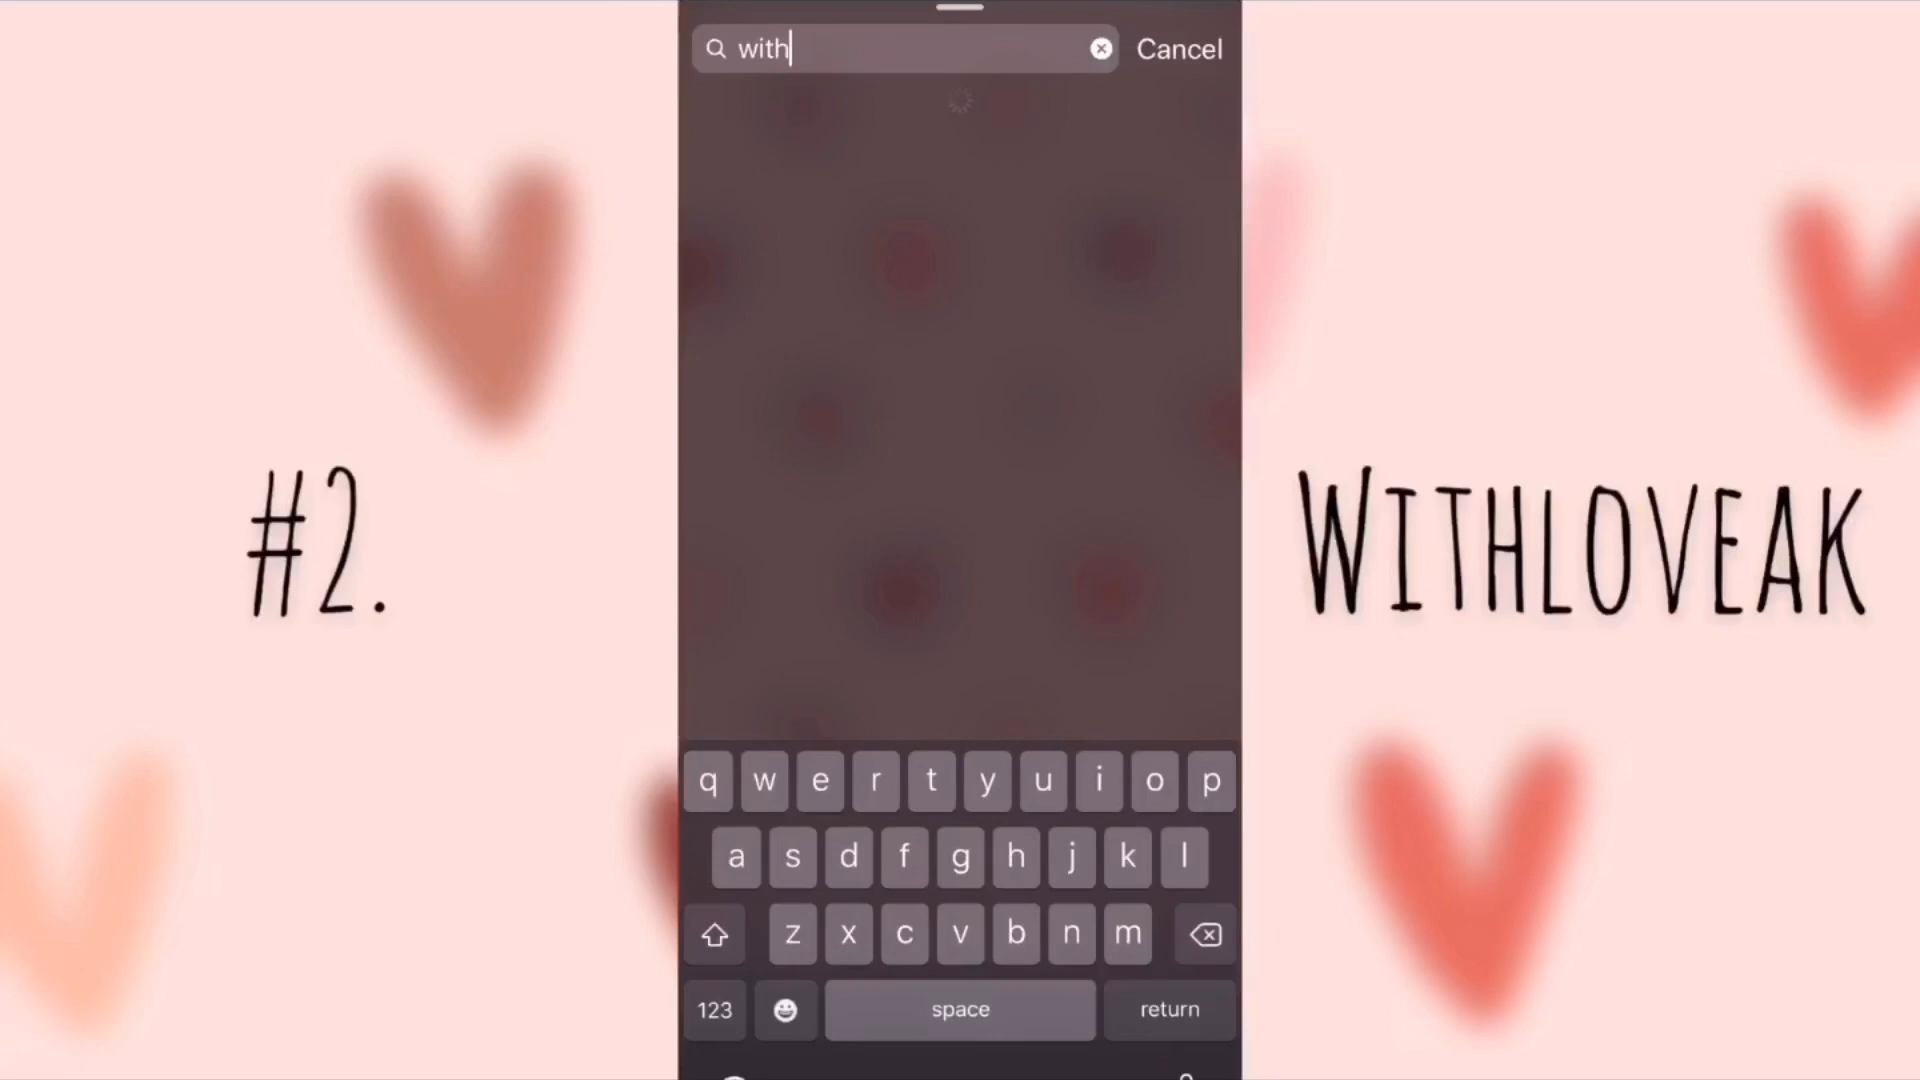 with
Cancel
#2.
WITHLOVEAK
q w e r t y u i o p
a s d f g h j k l
z x c v b n m
123 space return